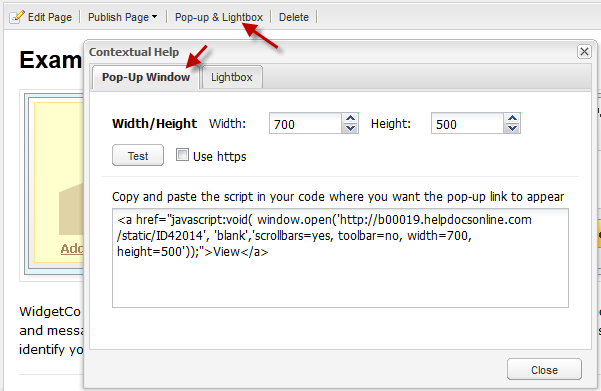 Edit Page Publish Page Pop-up & Lightbox Delete
Exam
Contextual Help
Pop-Up Window Lightbox
Width/Height Width: 700 Height: 500
Test Use https
Copy and paste the script in your code where you want the pop-up link to appear
<a href="javascript:void( window.open('http://b00019.helpdocsonline.com
/static/ID42014', 'blank','scrollbars=yes, toolbar=no, width=700,
height=500'));">View</a>
Add
WidgetCo
and messa
identify yo
Close